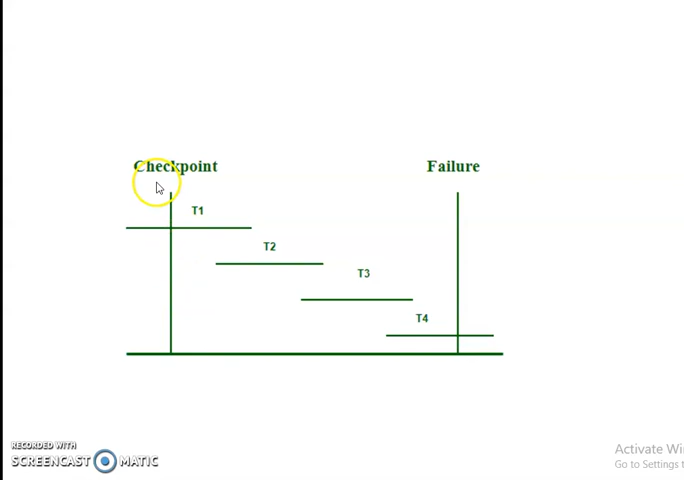 Checkpoint Failure
T1
T2
T3
T4
RECORDED WITH
SCREENCAST MATIC
Activate Wi
Go to Settings t